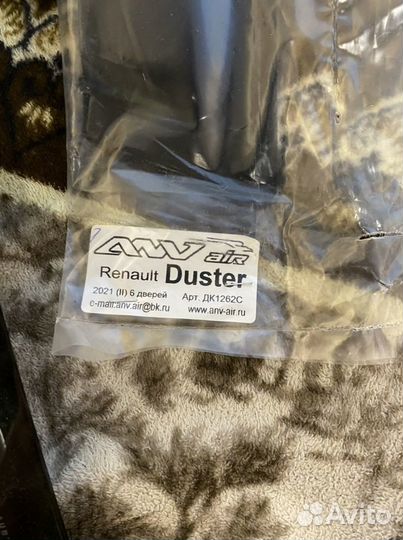 ANV air
Renault Duster
2021 (II) 6 дверей Арт. ДК1262С
e-mail.anv.air@bk.ru www.anv-air.ru
Avito